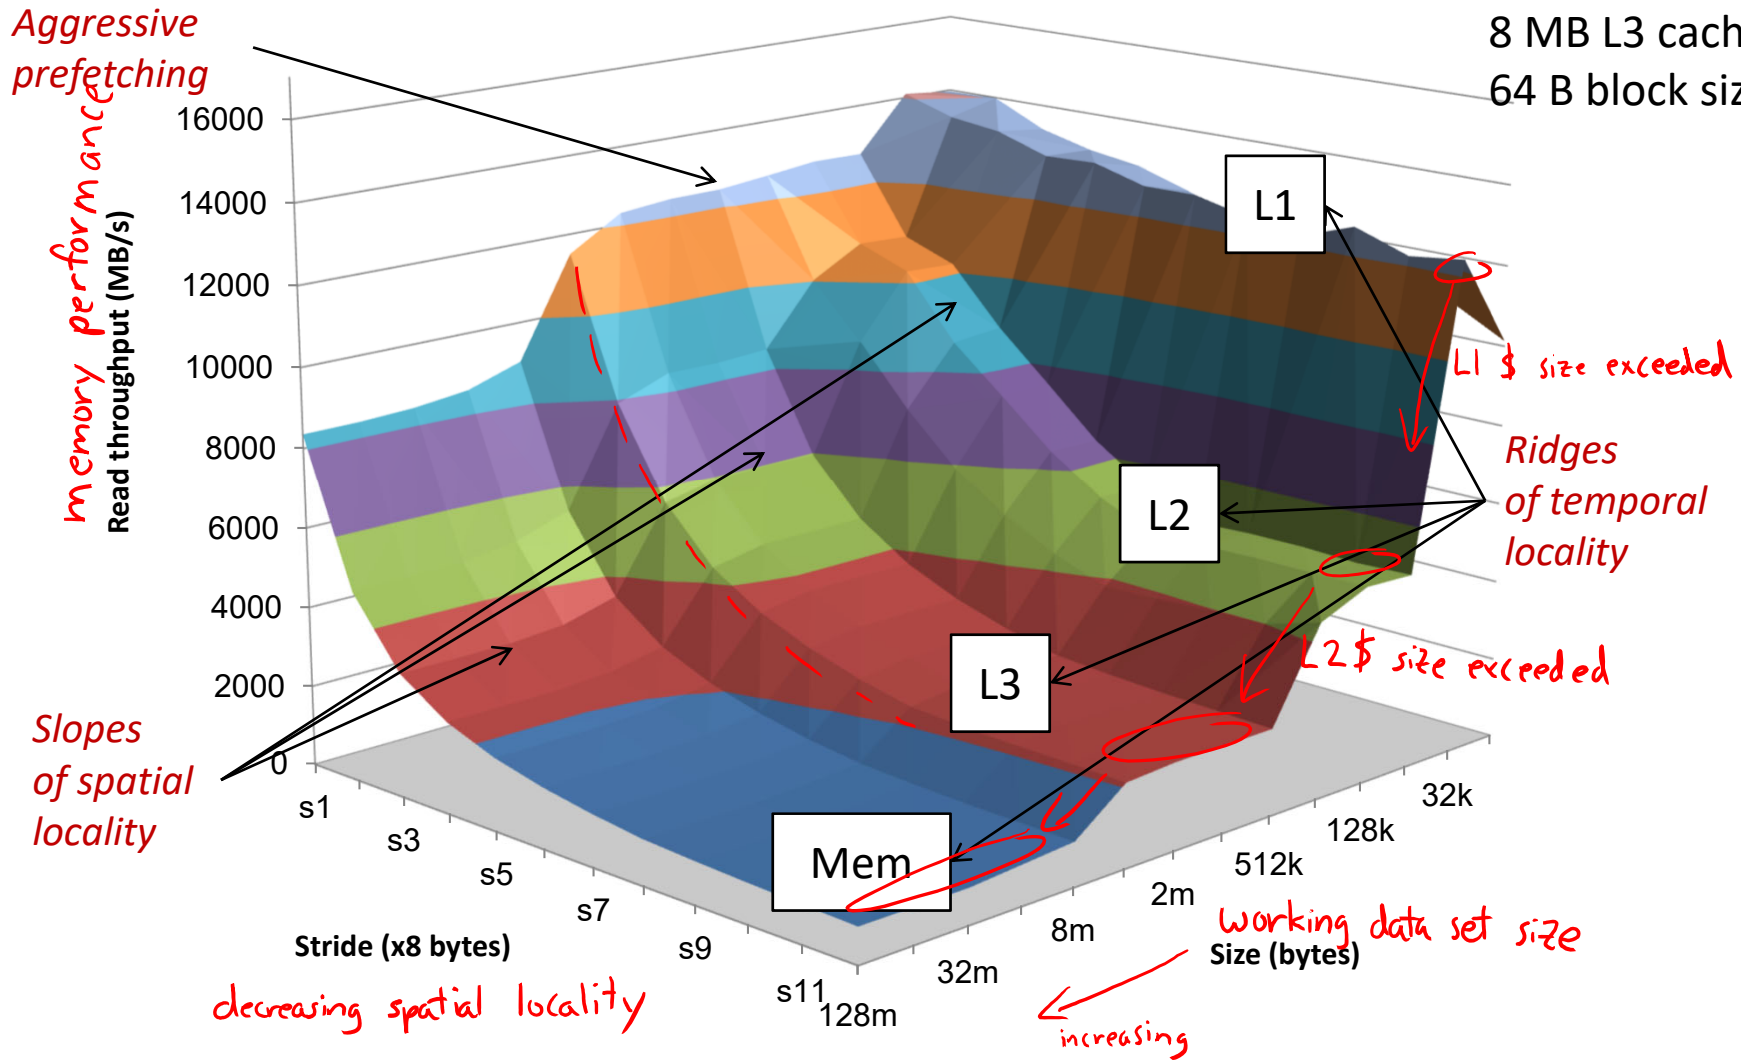 Aggressive
prefetching
8 MB L3 cach
64 B block siz
memory performance
Read throughput (MB/s)
16000
14000
12000
10000
8000
6000
4000
2000
0
L1
L2
L3
Mem
L1 $ size exceeded
Ridges
of temporal
locality
L2 $ size exceeded
Slopes
of spatial
locality
s1
s3
s5
s7
s9
s11
32k
128k
512k
2m
8m
32m
128m
Stride (x8 bytes)
decreasing spatial locality
working data set size
Size (bytes)
increasing